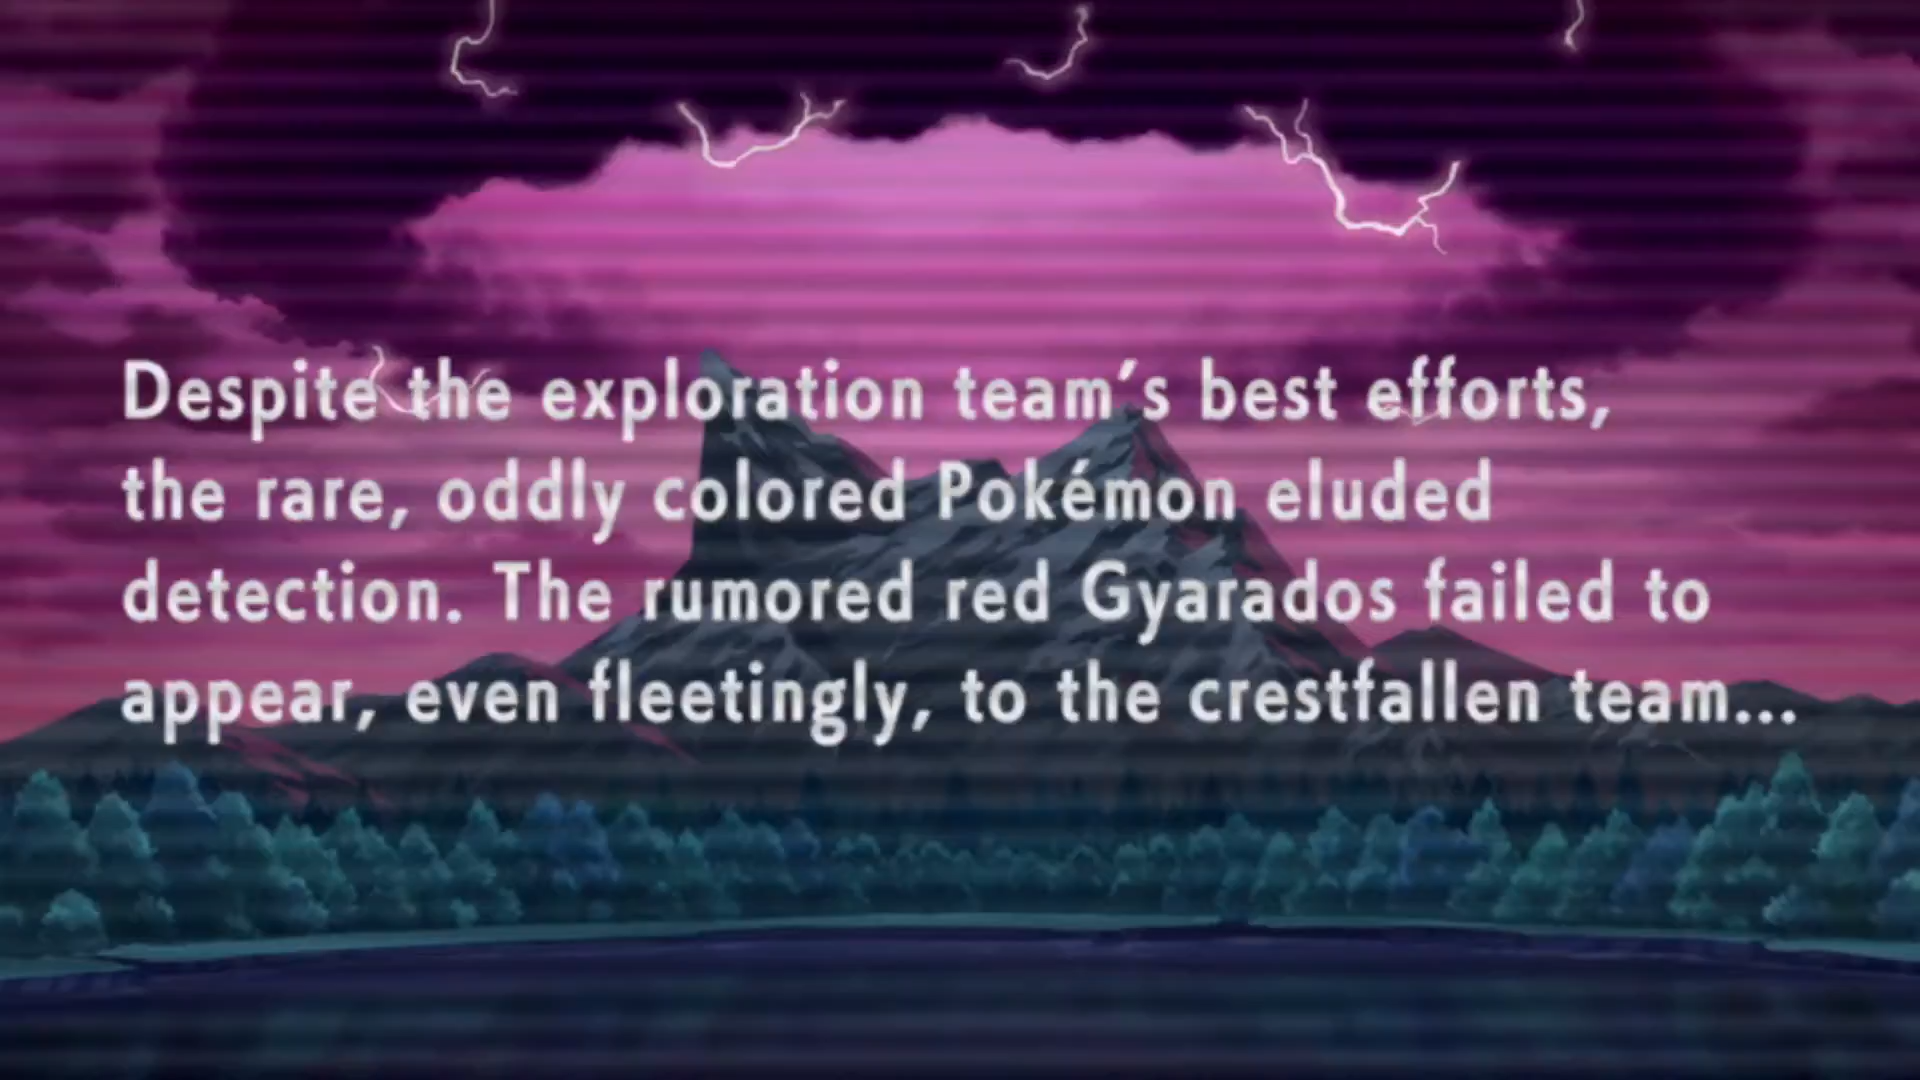 Despite the exploration team's best efforts,
the rare, oddly colored Pokémon eluded
detection. The rumored red Gyarados failed to
appear, even fleetingly, to the crestfallen team...